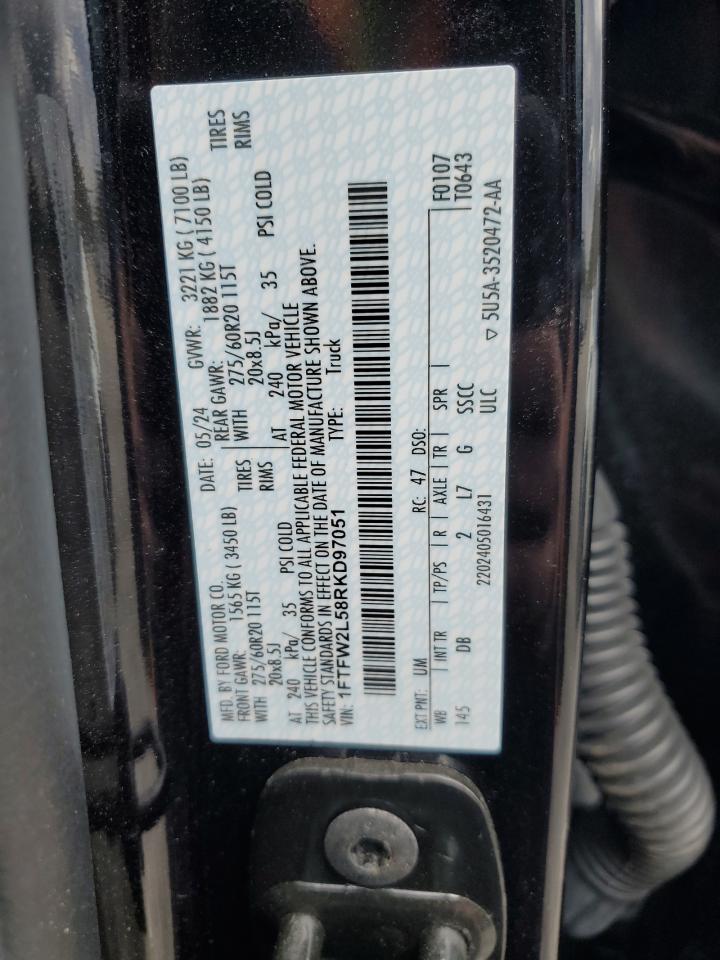 MFD. BY FORD MOTOR CO. DATE: 05/24 GVWR: 3221 KG ( 7100 LB)
FRONT GAWR: 1565 KG ( 3450 LB) REAR GAWR: 1882 KG ( 4150 LB)
WITH 275/60R20 115T TIRES WITH 275/60R20 115T TIRES
20x8.5J RIMS 20x8.5J RIMS
AT 240 kPa/ 35 PSI COLD AT 240 kPa/ 35 PSI COLD
THIS VEHICLE CONFORMS TO ALL APPLICABLE FEDERAL MOTOR VEHICLE
SAFETY STANDARDS IN EFFECT ON THE DATE OF MANUFACTURE SHOWN ABOVE.
VIN: 1FTFW2L58RKD97051 TYPE: Truck
EXT PNT: UM RC: 47 DSO: F0107
WB INT TR TP/PS R AXLE TR SPR T0643
145 DB 2 L7 G SSCC
2202405016431 ULC ▽ 5U5A-3520472-AA